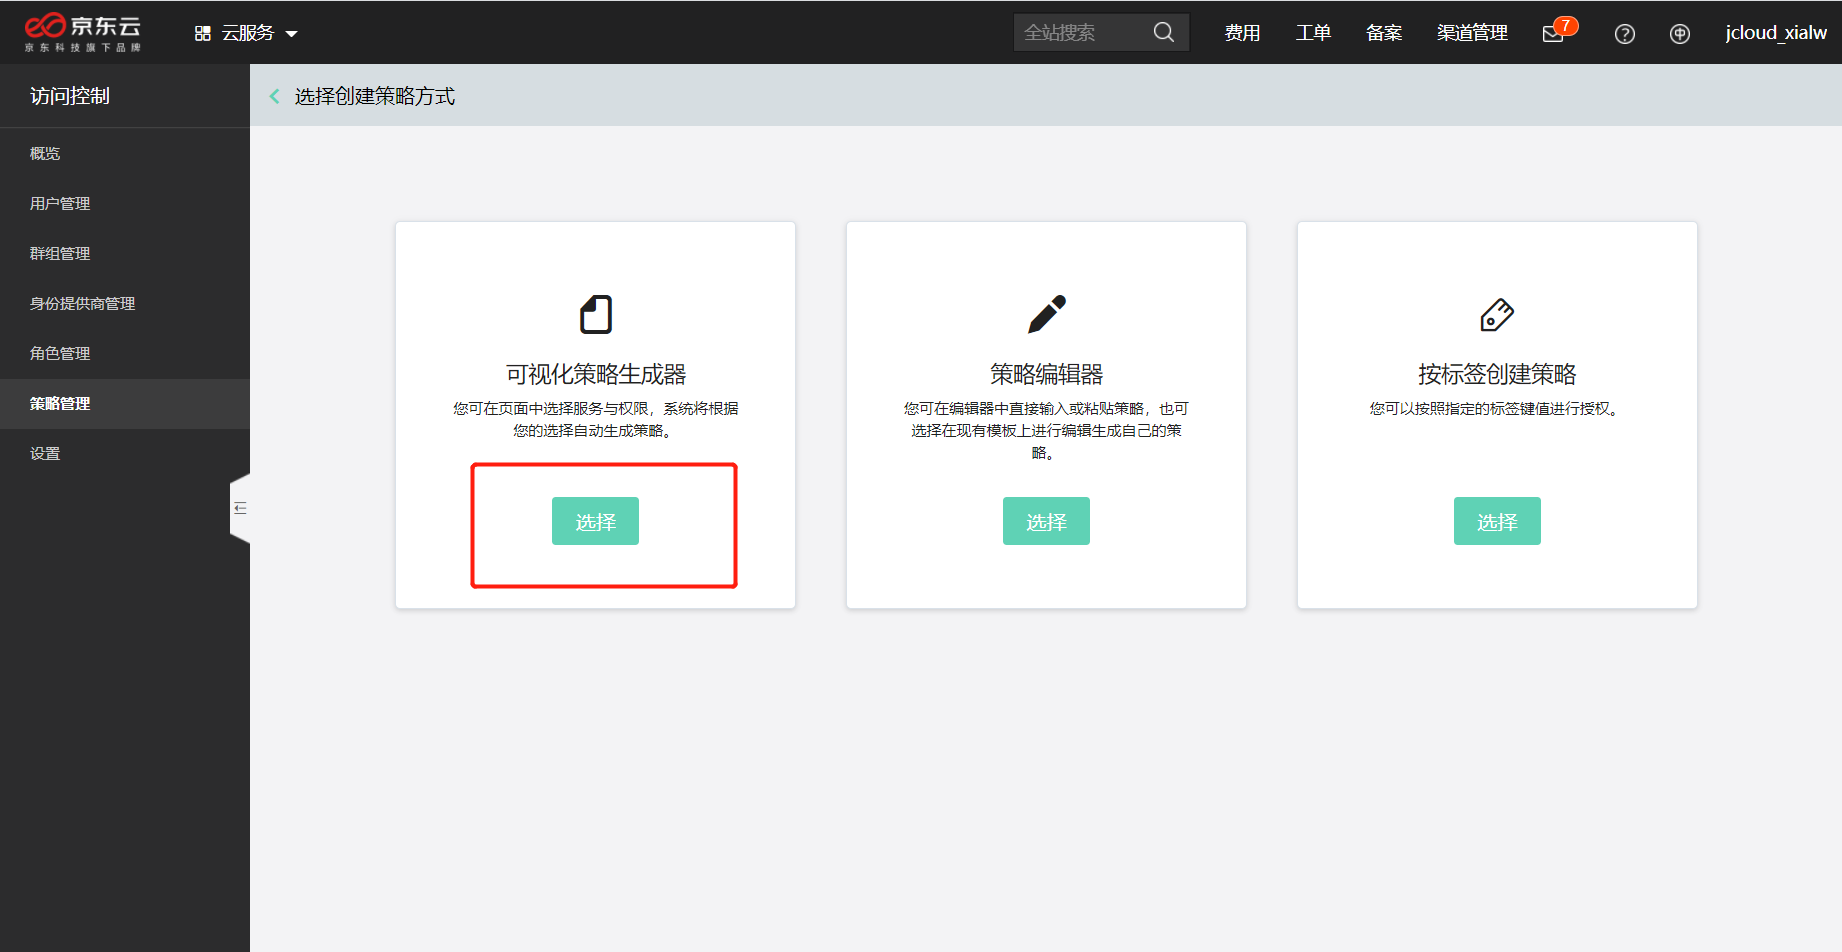 京东云
京东科技旗下品牌
云服务
全站搜索
费用
工单
备案
渠道管理
7
中
jcloud_xialw
访问控制
选择创建策略方式
概览
用户管理
群组管理
身份提供商管理
角色管理
策略管理
设置
可视化策略生成器
您可在页面中选择服务与权限，系统将根据
您的选择自动生成策略。
选择
策略编辑器
您可在编辑器中直接输入或粘贴策略，也可
选择在现有模板上进行编辑生成自己的策
略。
选择
按标签创建策略
您可以按照指定的标签键值进行授权。
选择